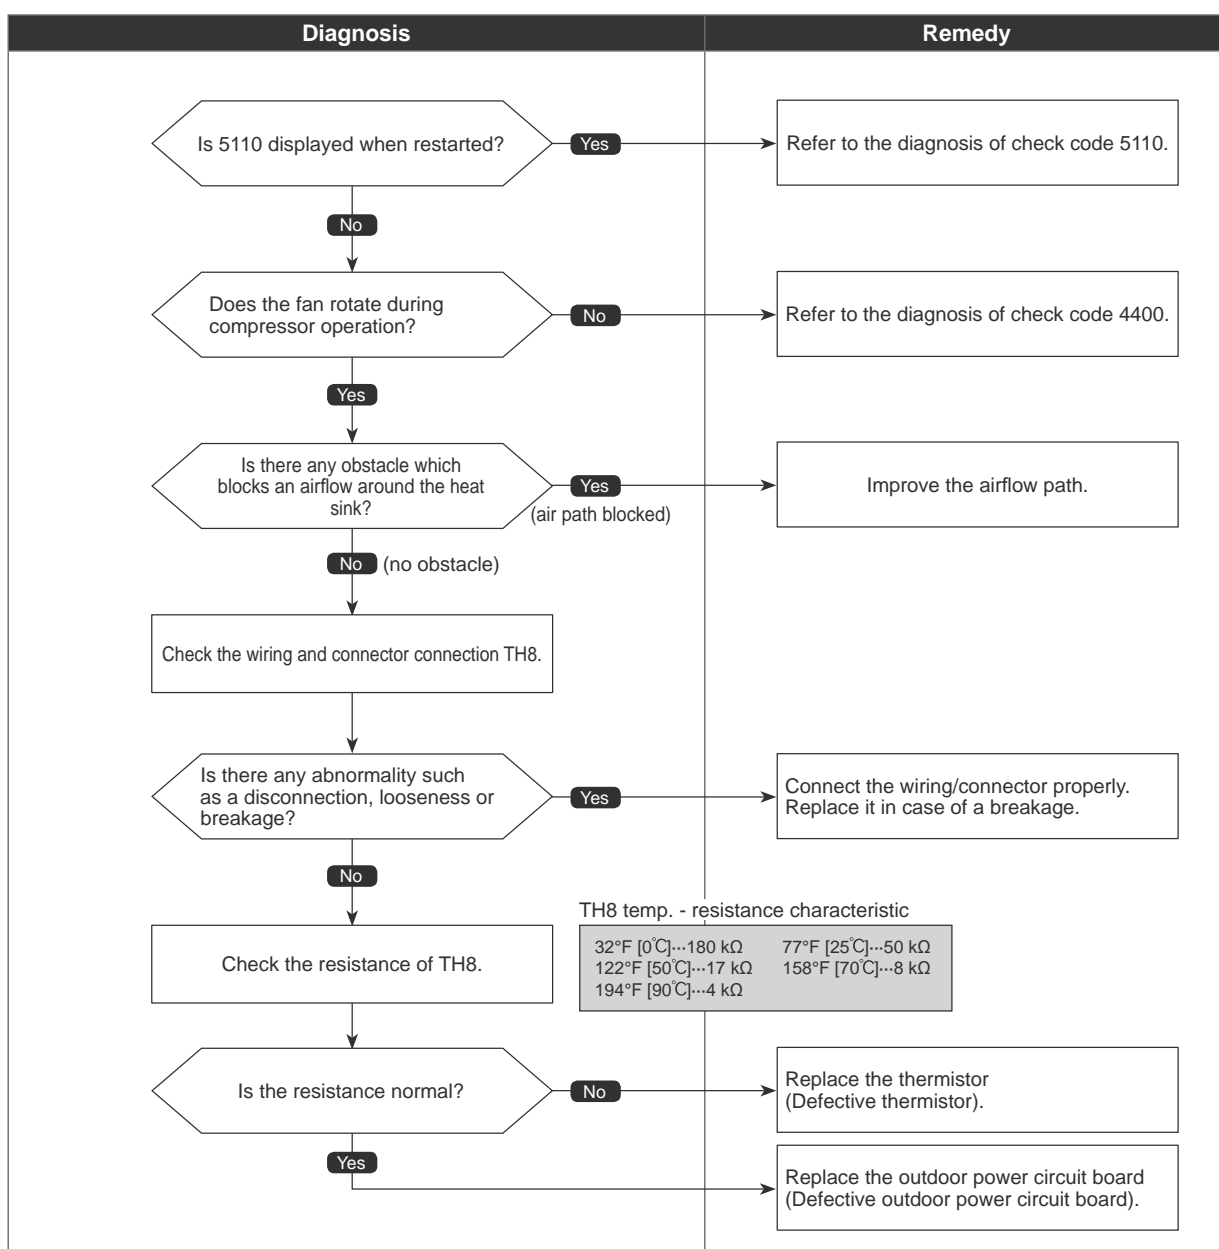 Diagnosis
Remedy
Is 5110 displayed when restarted?
Yes
Refer to the diagnosis of check code 5110.
No
Does the fan rotate during
compressor operation?
No
Refer to the diagnosis of check code 4400.
Yes
Is there any obstacle which
blocks an airflow around the heat
sink?
Yes
(air path blocked)
Improve the airflow path.
No (no obstacle)
Check the wiring and connector connection TH8.
Is there any abnormality such
as a disconnection, looseness or
breakage?
Yes
Connect the wiring/connector properly.
Replace it in case of a breakage.
No
TH8 temp. - resistance characteristic
32°F [0℃]···180 kΩ 77°F [25℃]···50 kΩ
122°F [50℃]···17 kΩ 158°F [70℃]···8 kΩ
194°F [90℃]···4 kΩ
Check the resistance of TH8.
Is the resistance normal?
No
Replace the thermistor
(Defective thermistor).
Yes
Replace the outdoor power circuit board
(Defective outdoor power circuit board).